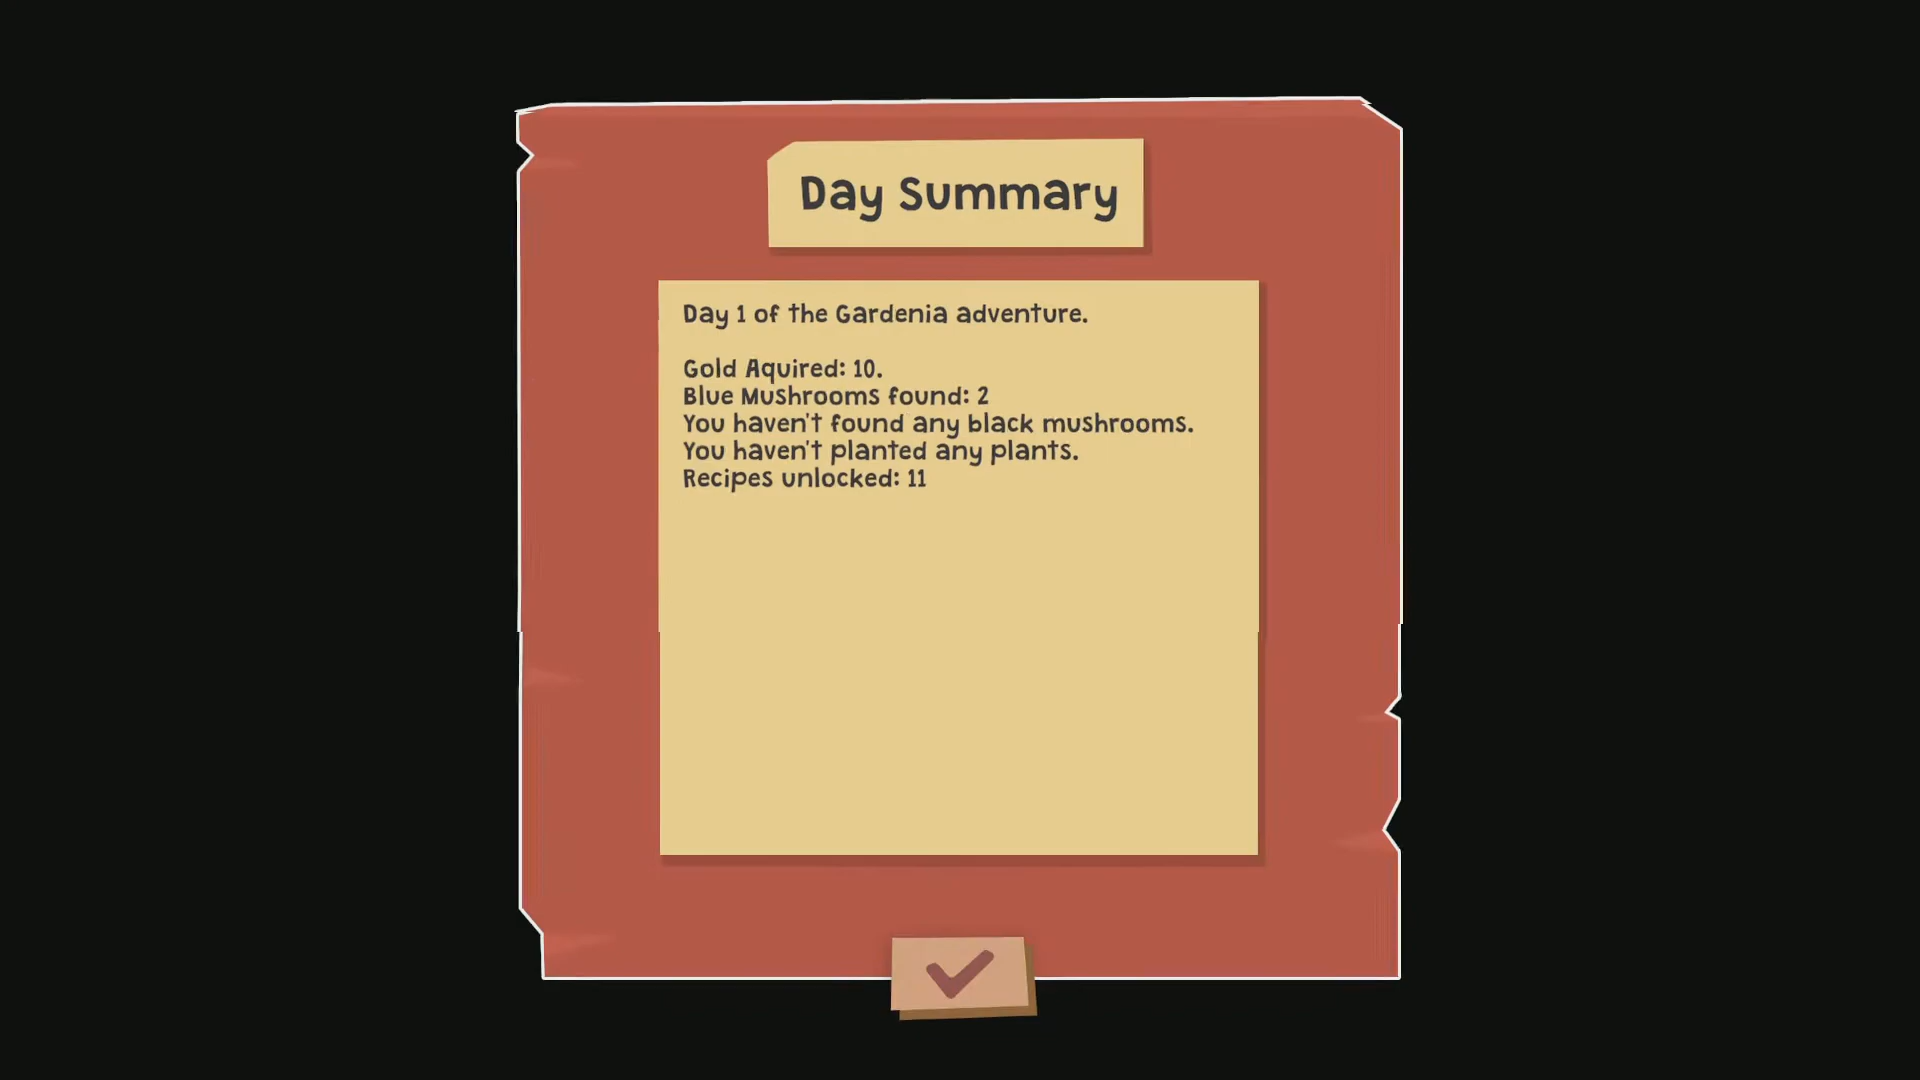 Day Summary
Day 1 of the Gardenia adventure.
Gold Aquired: 10.
Blue Mushrooms found: 2
You haven't found any black mushrooms.
You haven't planted any plants.
Recipes unlocked: 11